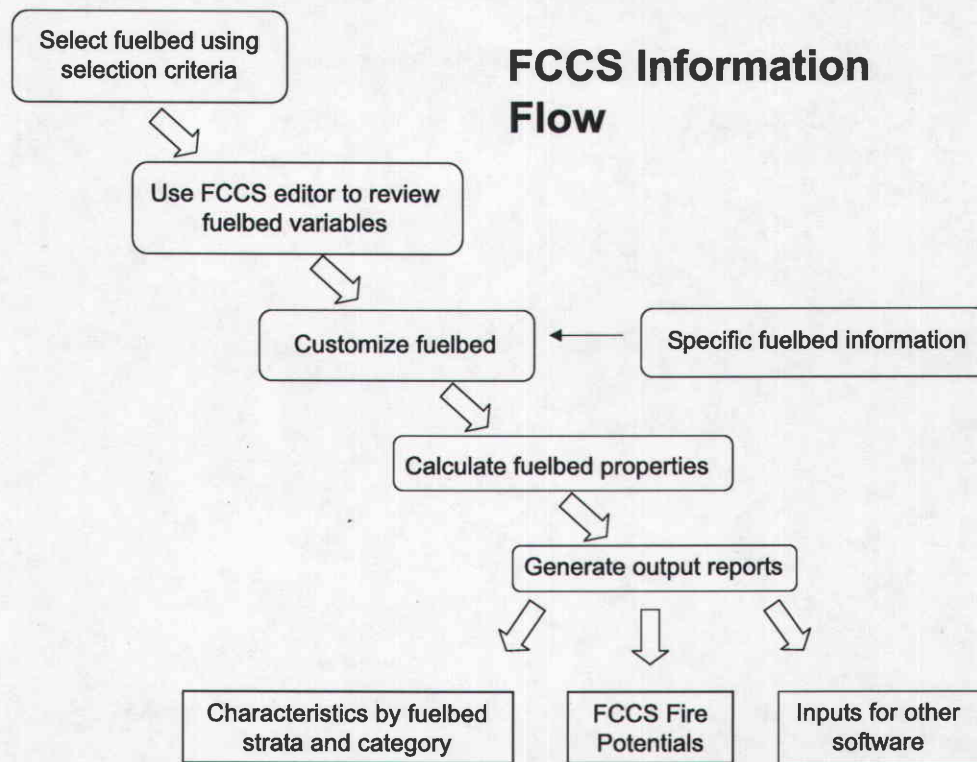 Select fuelbed using
selection criteria
FCCS Information
Flow
Use FCCS editor to review
fuelbed variables
Customize fuelbed
Specific fuelbed information
Calculate fuelbed properties
Generate output reports
Characteristics by fuelbed
strata and category
FCCS Fire
Potentials
Inputs for other
software